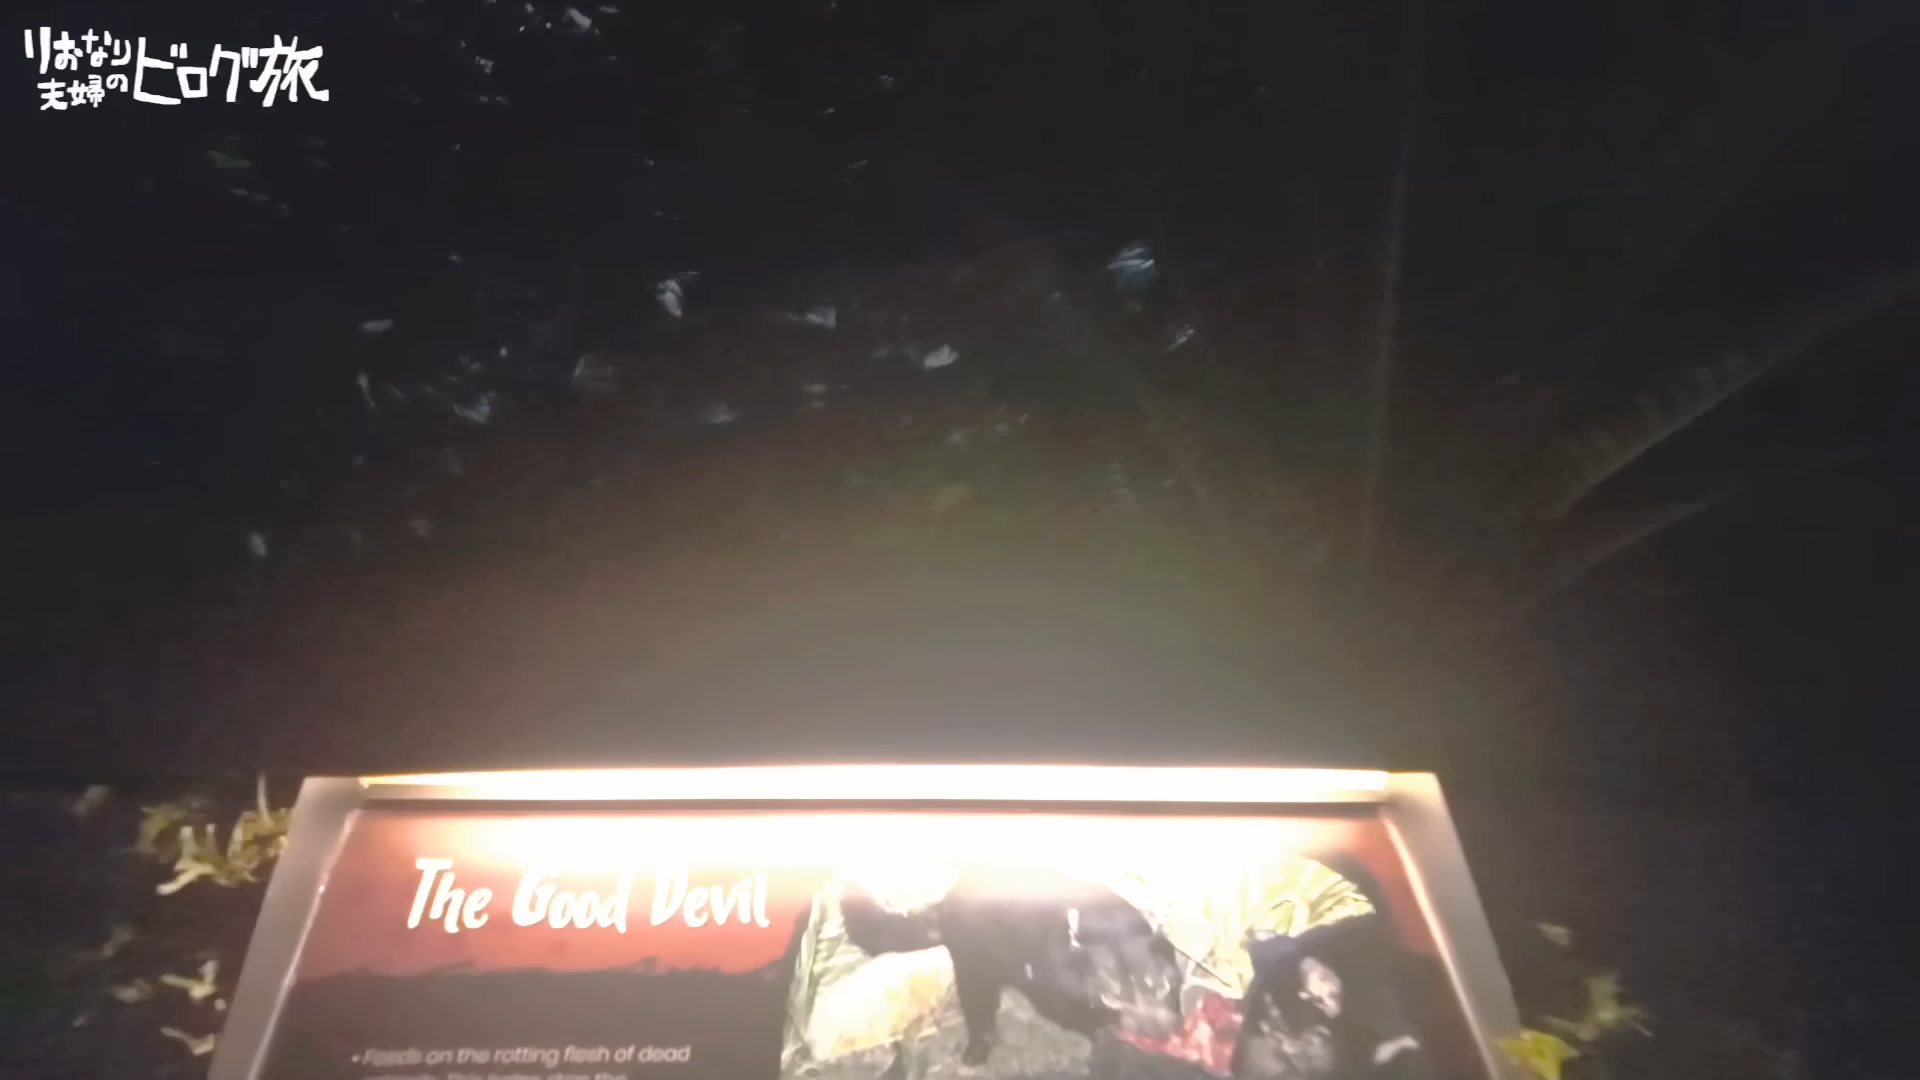 りおなり
夫婦の
ビログ旅
The Good Devil
• Feeds on the rotting flesh of dead